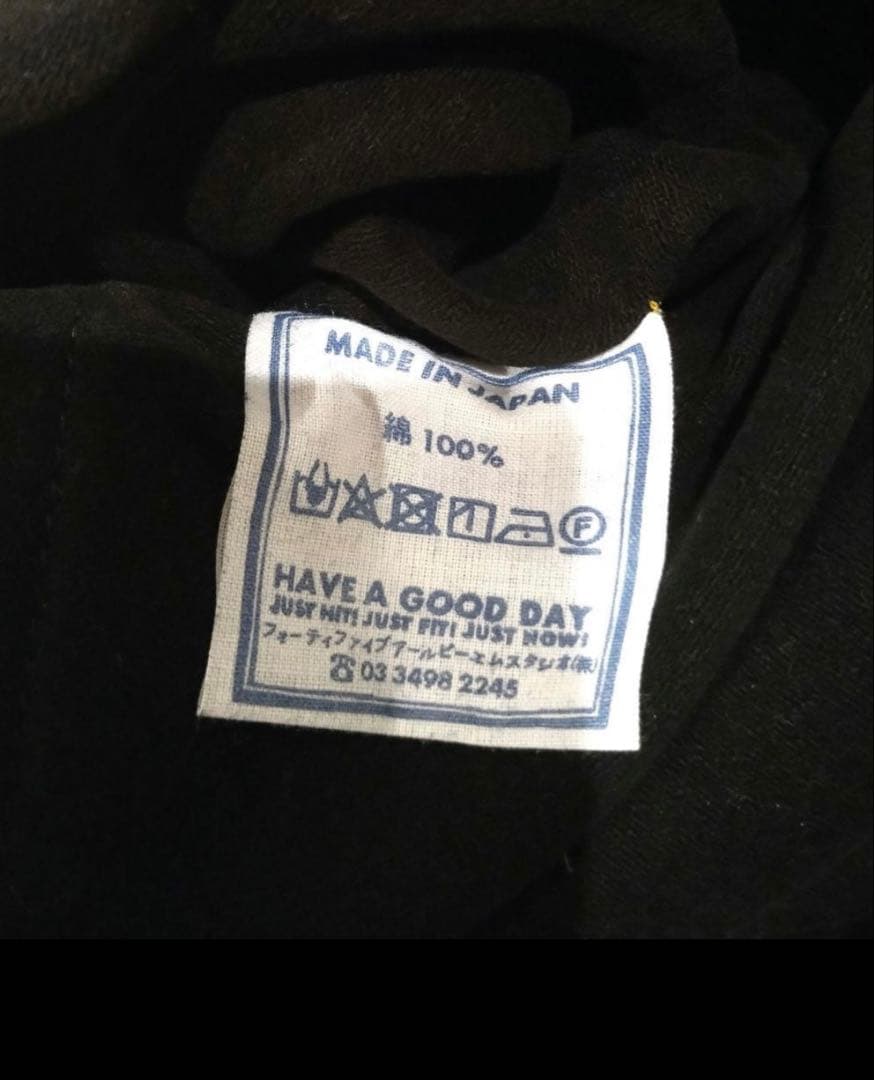 MADE IN JAPAN
綿 100%
F
HAVE A GOOD DAY
JUST HIT! JUST FIT! JUST NOW!
フォーティファイブアールピーエムスタジオ(株)
☎ 03 3498 2245